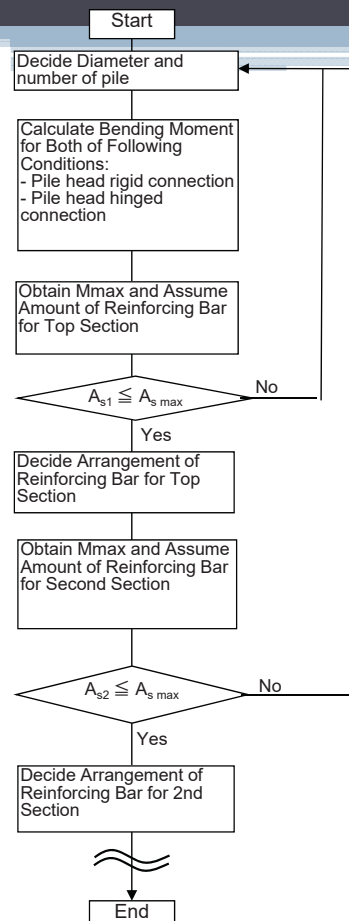 Start
Decide Diameter and
number of pile
Calculate Bending Moment
for Both of Following
Conditions:
- Pile head rigid connection
- Pile head hinged
connection
Obtain Mmax and Assume
Amount of Reinforcing Bar
for Top Section
As1 ≦ As max
No
Yes
Decide Arrangement of
Reinforcing Bar for Top
Section
Obtain Mmax and Assume
Amount of Reinforcing Bar
for Second Section
As2 ≦ As max
No
Yes
Decide Arrangement of
Reinforcing Bar for 2nd
Section
End